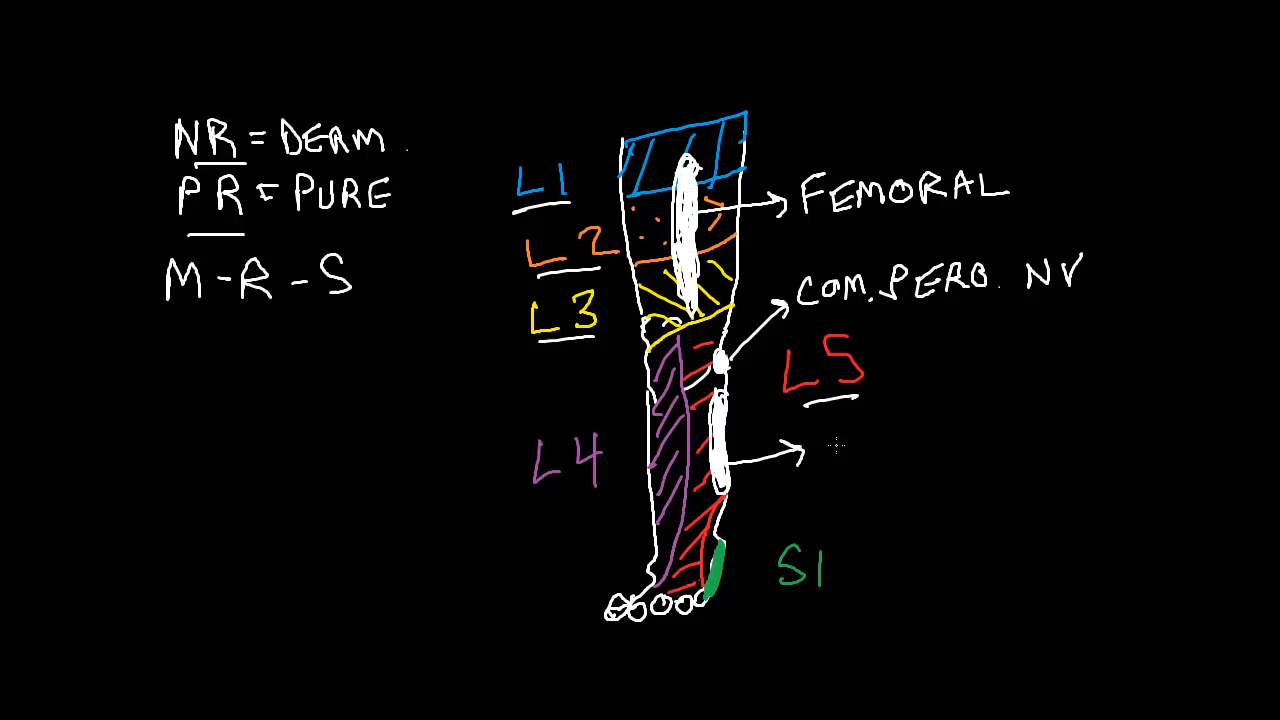 NR = DERM.
PR = PURE
M - R - S
L1
L2
L3
L4
FEMORAL
COM. PERO. NV
L5
S1